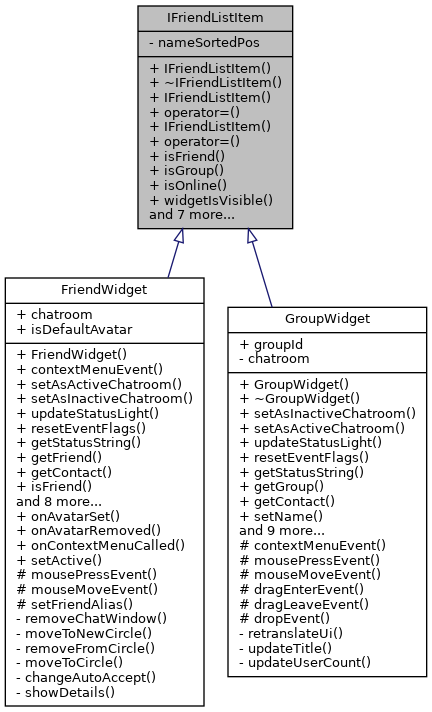 IFriendListItem
- nameSortedPos
+ IFriendListItem()
+ ~IFriendListItem()
+ IFriendListItem()
+ operator=()
+ IFriendListItem()
+ operator=()
+ isFriend()
+ isGroup()
+ isOnline()
+ widgetIsVisible()
and 7 more...
FriendWidget
+ chatroom
+ isDefaultAvatar
+ FriendWidget()
+ contextMenuEvent()
+ setAsActiveChatroom()
+ setAsInactiveChatroom()
+ updateStatusLight()
+ resetEventFlags()
+ getStatusString()
+ getFriend()
+ getContact()
+ isFriend()
and 8 more...
+ onAvatarSet()
+ onAvatarRemoved()
+ onContextMenuCalled()
+ setActive()
# mousePressEvent()
# mouseMoveEvent()
# setFriendAlias()
- removeChatWindow()
- moveToNewCircle()
- removeFromCircle()
- moveToCircle()
- changeAutoAccept()
- showDetails()
GroupWidget
+ groupId
- chatroom
+ GroupWidget()
+ ~GroupWidget()
+ setAsInactiveChatroom()
+ setAsActiveChatroom()
+ updateStatusLight()
+ resetEventFlags()
+ getStatusString()
+ getGroup()
+ getContact()
+ setName()
and 9 more...
# contextMenuEvent()
# mousePressEvent()
# mouseMoveEvent()
# dragEnterEvent()
# dragLeaveEvent()
# dropEvent()
- retranslateUi()
- updateTitle()
- updateUserCount()